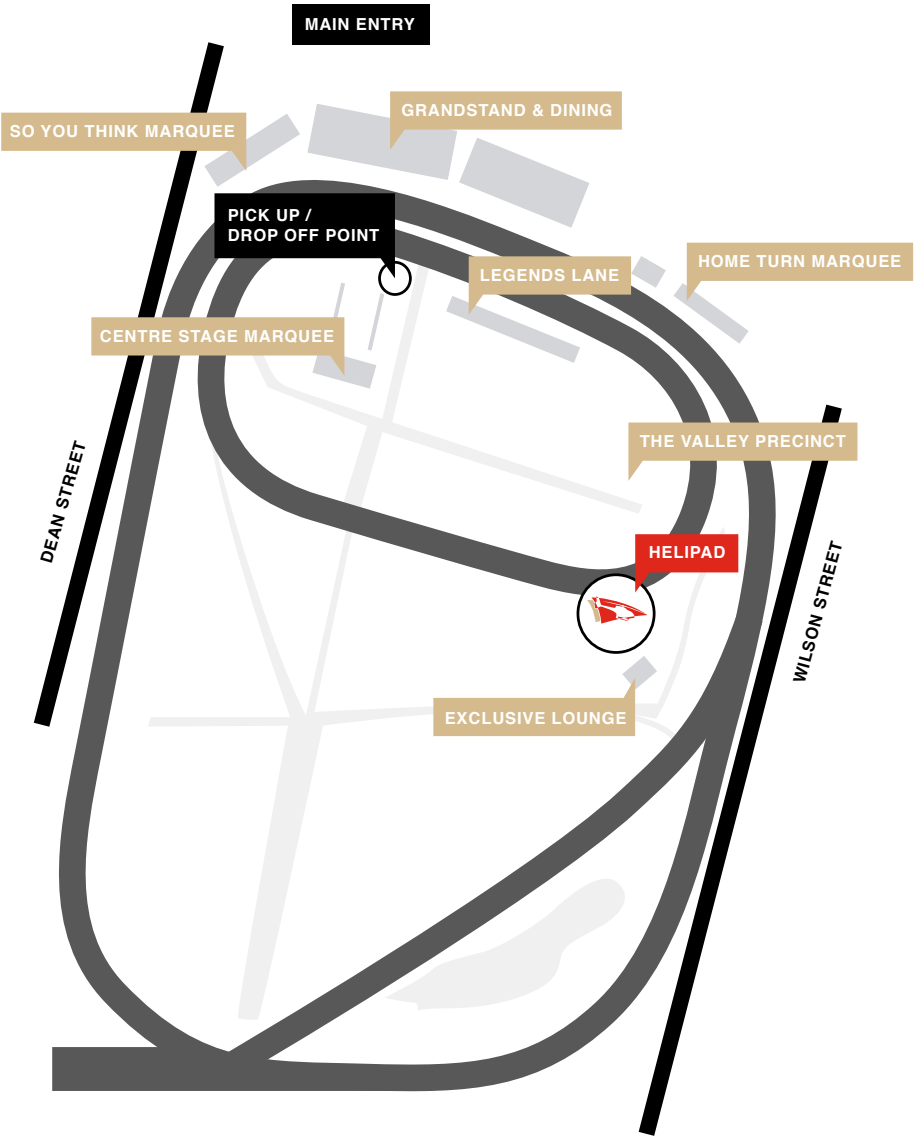 MAIN ENTRY
GRANDSTAND & DINING
SO YOU THINK MARQUEE
PICK UP /
DROP OFF POINT
HOME TURN MARQUEE
LEGENDS LANE
CENTRE STAGE MARQUEE
THE VALLEY PRECINCT
DEAN STREET
HELIPAD
WILSON STREET
EXCLUSIVE LOUNGE